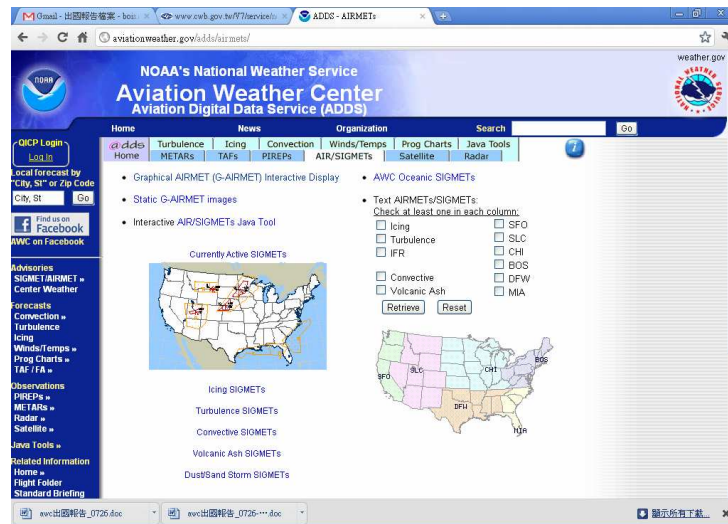 Gmail - 出國報告檔案 - bois
www.cwb.gov.tw/V7/service/n
ADDS - AIRMETs
aviationweather.gov/adds/airmets/
weather.gov
NOAA
NOAA's National Weather Service
Aviation Weather Center
Aviation Digital Data Service (ADDS)
Home News Organization Search Go
QICP Login
Log In
Local forecast by
"City, St" or Zip Code
City, St Go
Find us on
Facebook
AWC on Facebook
Advisories
SIGMET/AIRMET »
Center Weather
Forecasts
Convection »
Turbulence
Icing
Winds/Temps »
Prog Charts »
TAF / FA »
Observations
PIREPs »
METARs »
Radar »
Satellite »
Java Tools »
Related Information
Home »
Flight Folder
Standard Briefing
adds Turbulence Icing Convection Winds/Temps Prog Charts Java Tools
Home METARs TAFs PIREPs AIR/SIGMETs Satellite Radar
• Graphical AIRMET (G-AIRMET) Interactive Display
• Static G-AIRMET images
• Interactive AIR/SIGMETs Java Tool
Currently Active SIGMETs
Icing SIGMETs
Turbulence SIGMETs
Convective SIGMETs
Volcanic Ash SIGMETs
Dust/Sand Storm SIGMETs
• AWC Oceanic SIGMETs
• Text AIRMETs/SIGMETs:
Check at least one in each column:
Icing SFO
Turbulence SLC
IFR CHI
BOS
Convective DFW
Volcanic Ash MIA
Retrieve Reset
SFO
SLC
CHI
BOS
DFW
MIA
awc出國報告_0726.doc
awc出國報告_0726-….doc
顯示所有下載...